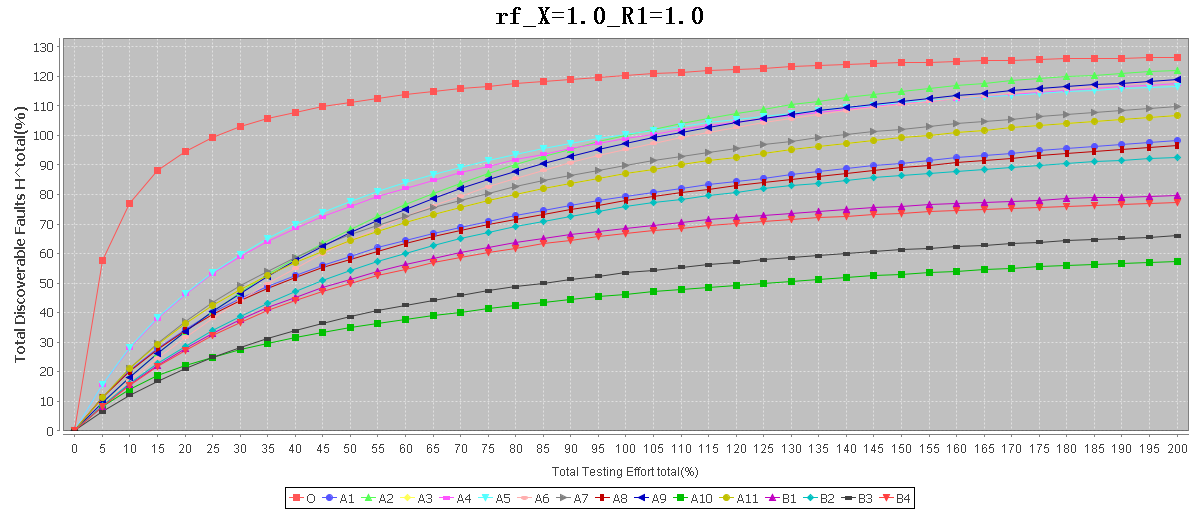 rf_X=1.0_R1=1.0
Total Discoverable Faults H^total(%)
130
120
110
100
90
80
70
60
50
40
30
20
10
0
0 5 10 15 20 25 30 35 40 45 50 55 60 65 70 75 80 85 90 95 100 105 110 115 120 125 130 135 140 145 150 155 160 165 170 175 180 185 190 195 200
Total Testing Effort total(%)
O A1 A2 A3 A4 A5 A6 A7 A8 A9 A10 A11 B1 B2 B3 B4